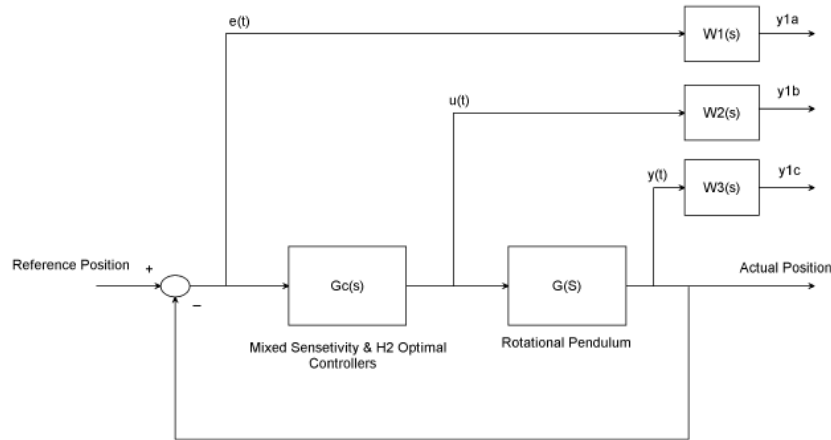 e(t)
W1(s)
y1a
u(t)
W2(s)
y1b
y(t)
W3(s)
y1c
Reference Position
+
−
Gc(s)
G(S)
Actual Position
Mixed Sensetivity & H2 Optimal
Controllers
Rotational Pendulum